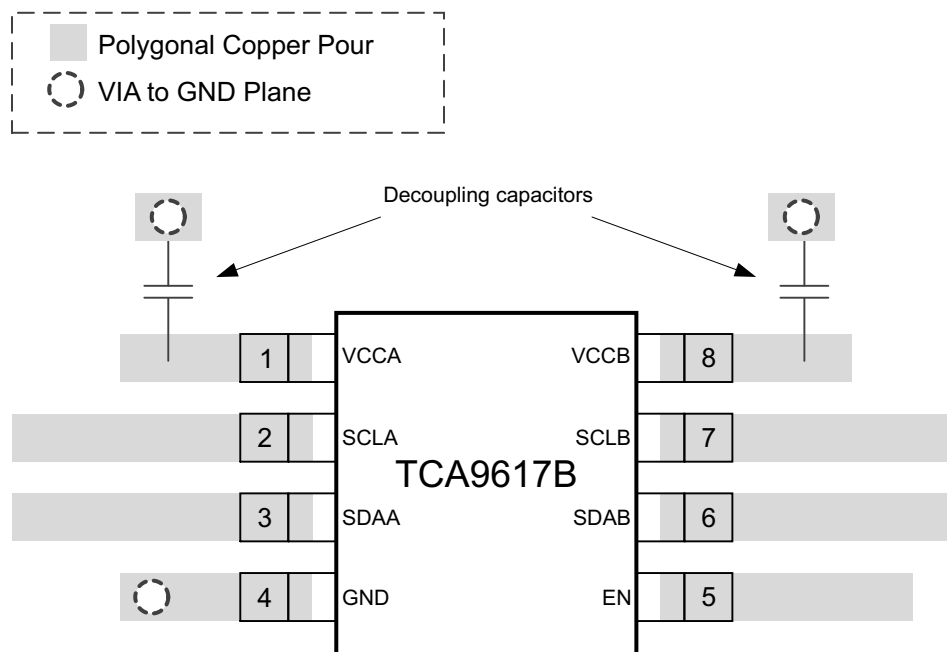 Polygonal Copper Pour
VIA to GND Plane
Decoupling capacitors
1 VCCA VCCB 8
2 SCLA SCLB 7
TCA9617B
3 SDAA SDAB 6
4 GND EN 5